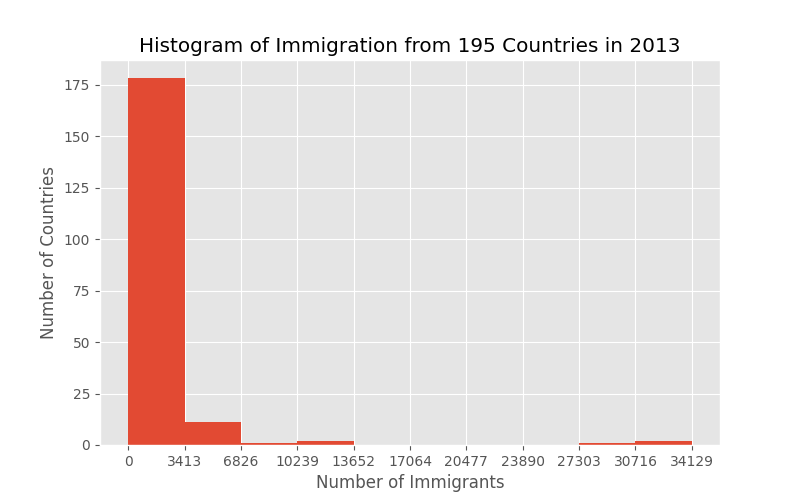 Histogram of Immigration from 195 Countries in 2013
175
150
125
100
75
50
25
0
Number of Countries
0 3413 6826 10239 13652 17064 20477 23890 27303 30716 34129
Number of Immigrants